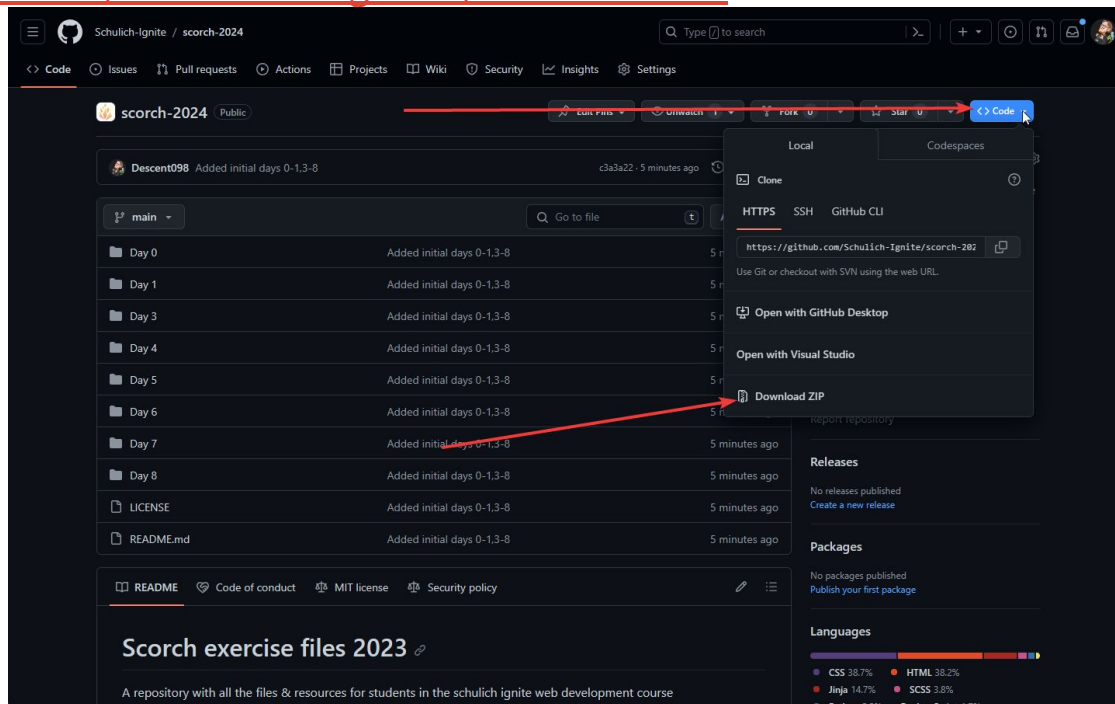 Schulich-Ignite / scorch-2024
Type / to search
Code Issues Pull requests Actions Projects Wiki Security Insights Settings
scorch-2024 Public
Edit Pins Unwatch 1 Fork 0 Star 0 <> Code
Local Codespaces
Descent098 Added initial days 0-1,3-8 c3a3a22 · 5 minutes ago
Clone
main Go to file t
HTTPS SSH GitHub CLI
https://github.com/Schulich-Ignite/scorch-202
Use Git or checkout with SVN using the web URL.
Open with GitHub Desktop
Open with Visual Studio
Download ZIP
Day 0 Added initial days 0-1,3-8
Day 1 Added initial days 0-1,3-8
Day 3 Added initial days 0-1,3-8
Day 4 Added initial days 0-1,3-8
Day 5 Added initial days 0-1,3-8
Day 6 Added initial days 0-1,3-8
Day 7 Added initial days 0-1,3-8 5 minutes ago
Day 8 Added initial days 0-1,3-8 5 minutes ago
LICENSE Added initial days 0-1,3-8 5 minutes ago
README.md Added initial days 0-1,3-8 5 minutes ago
Report repository
Releases
No releases published
Create a new release
Packages
No packages published
Publish your first package
Languages
CSS 38.7% HTML 38.2%
Jinja 14.7% SCSS 3.8%
README Code of conduct MIT license Security policy
Scorch exercise files 2023
A repository with all the files & resources for students in the schulich ignite web development course